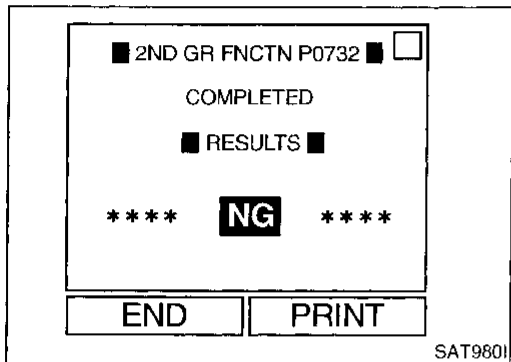 2ND GR FNCTN P0732
COMPLETED
RESULTS
**** NG ****
END PRINT
SAT980I